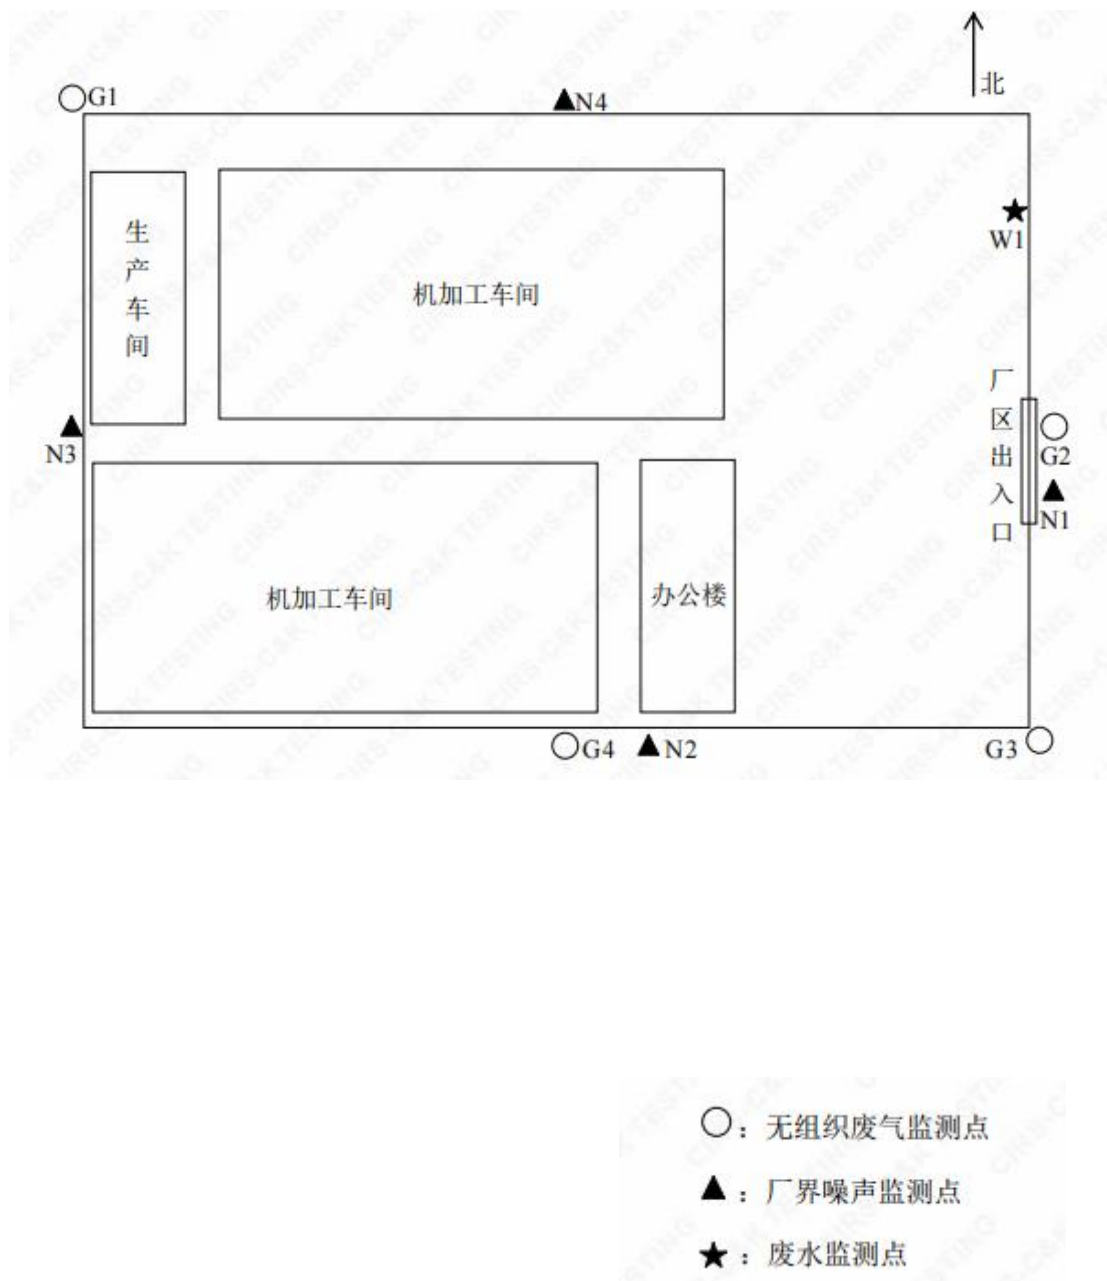 北
G1
N4
W1
生产车间
机加工车间
厂区出入口
G2
N3
N1
机加工车间
办公楼
G4
N2
G3
○：无组织废气监测点
▲：厂界噪声监测点
★：废水监测点
CIRS-C&K TESTING